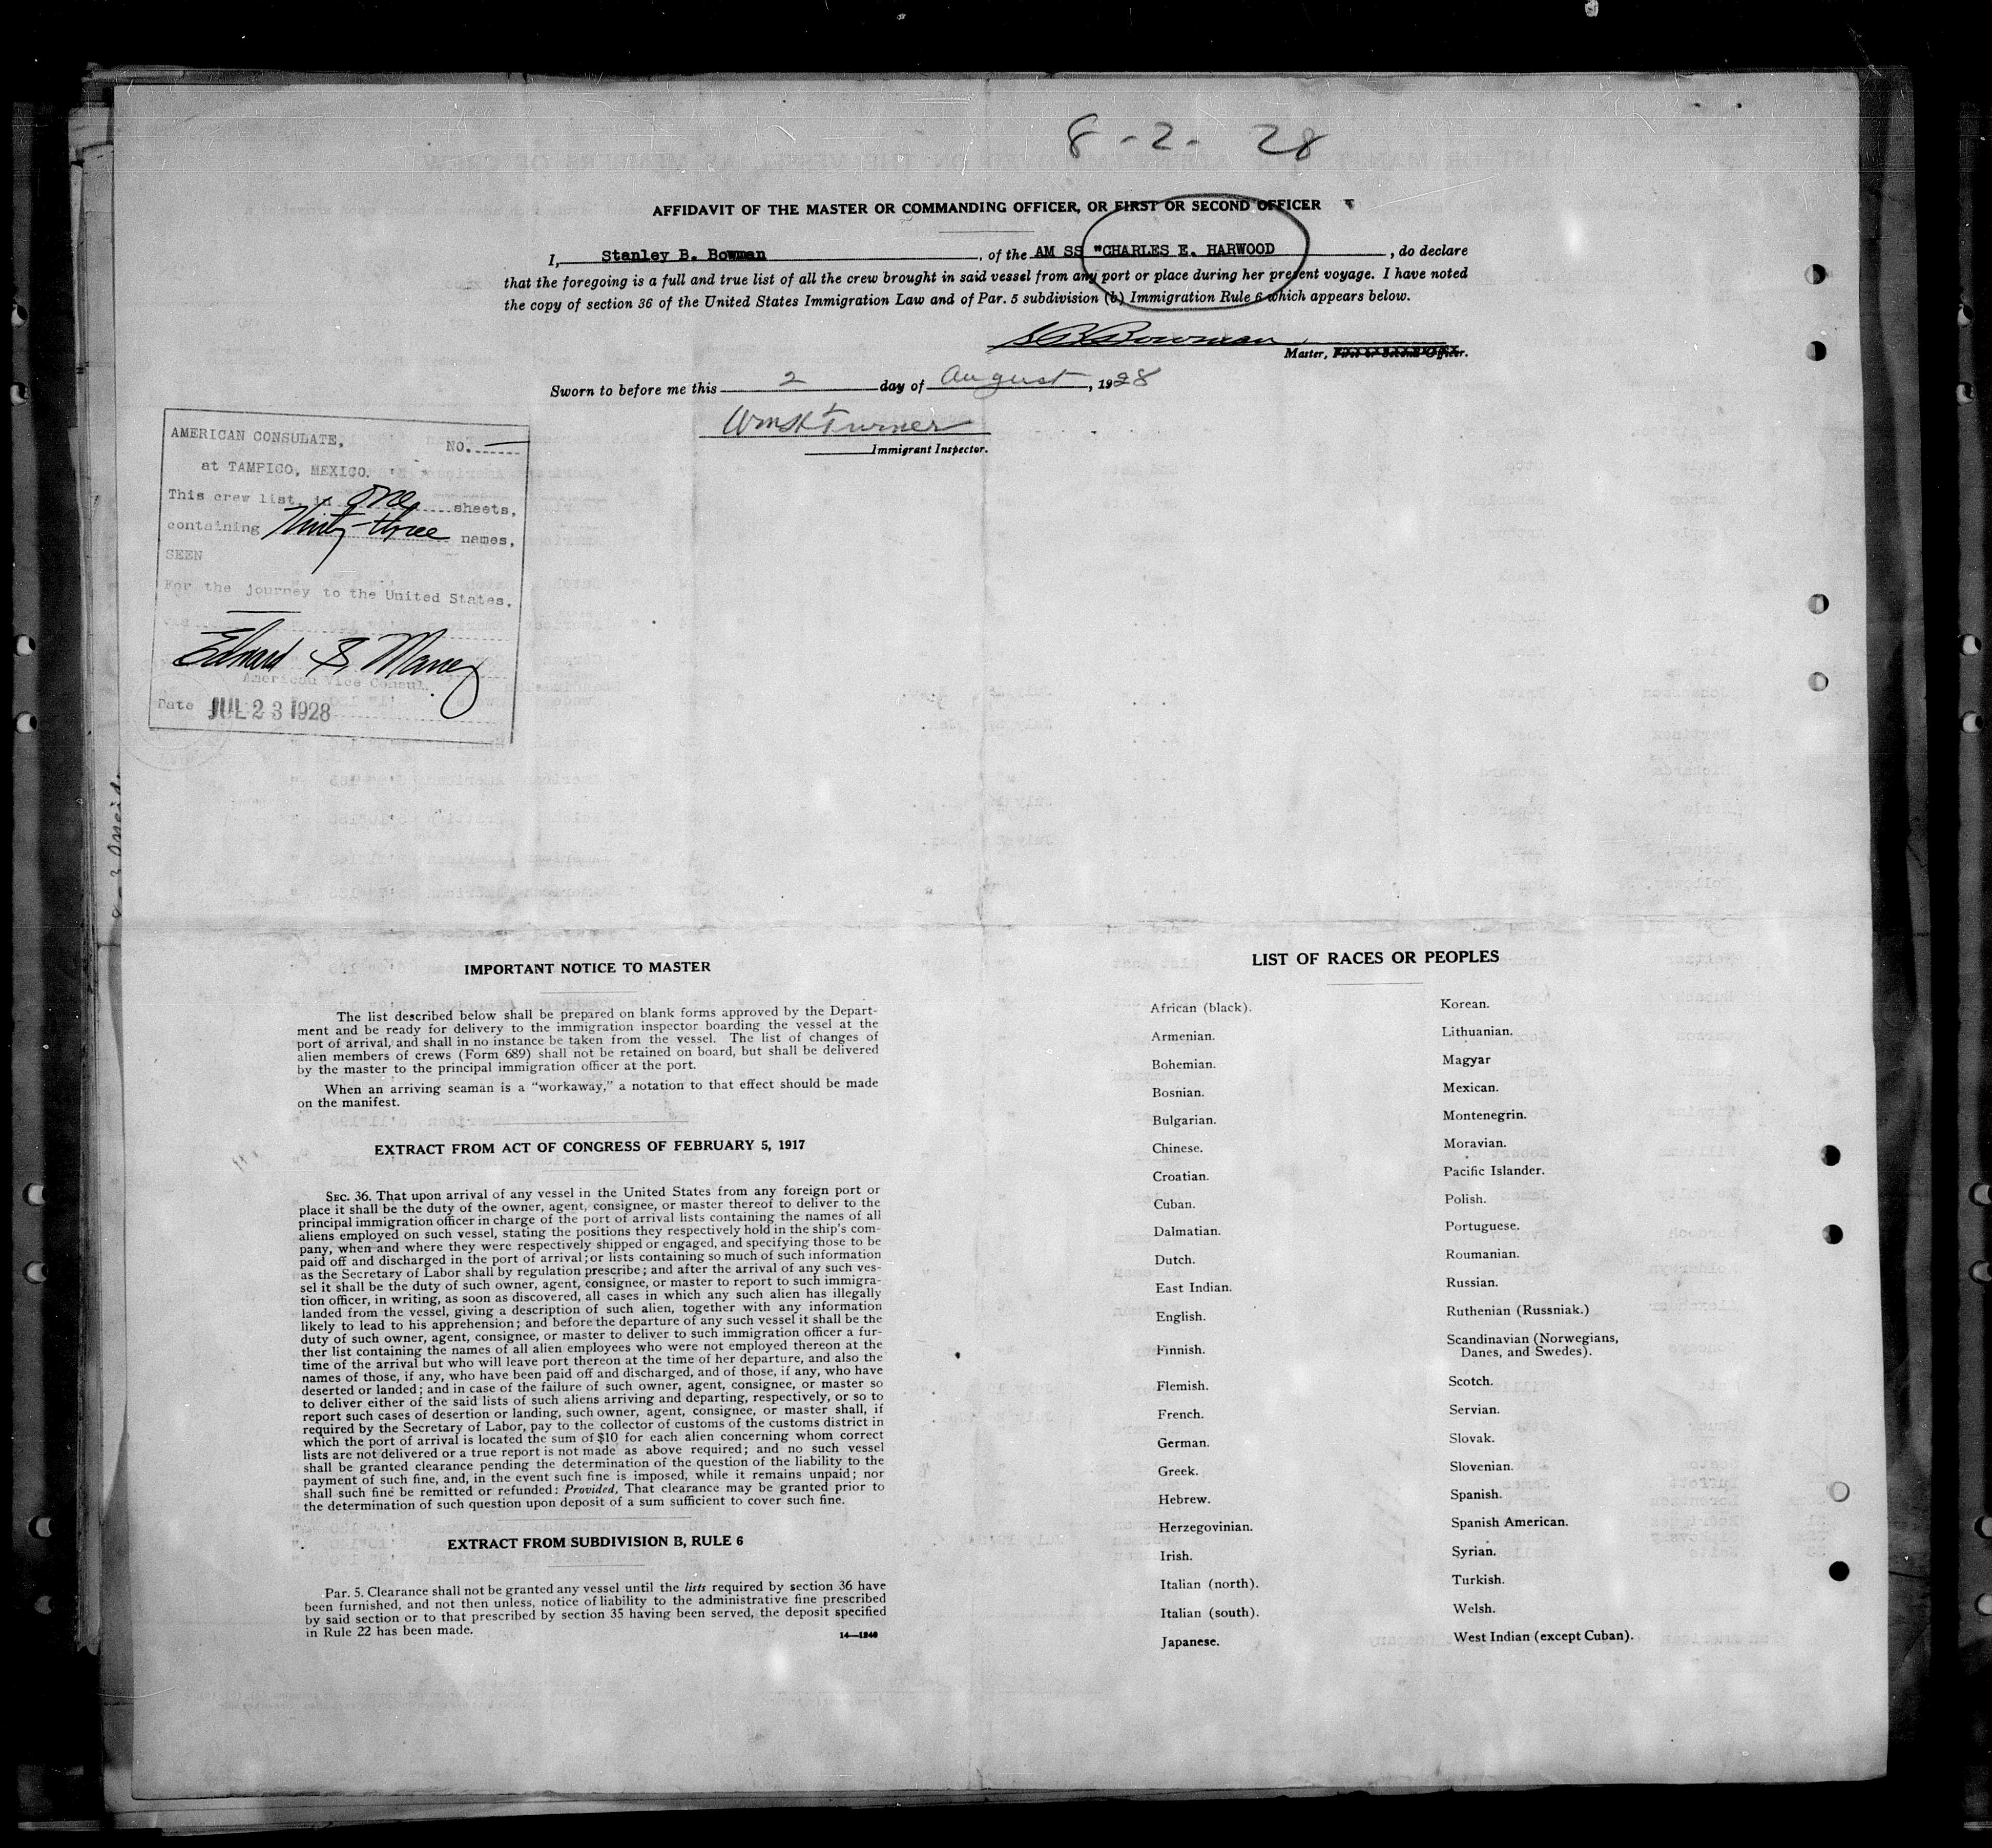 8-2-28
AFFIDAVIT OF THE MASTER OR COMMANDING OFFICER, OR FIRST OR SECOND OFFICER
I, Stanley B. Bowman, of the AM SS "CHARLES E. HARWOOD, do declare
that the foregoing is a full and true list of all the crew brought in said vessel from any port or place during her present voyage. I have noted
the copy of section 36 of the United States Immigration Law and of Par. 5 subdivision (b) Immigration Rule 6 which appears below.
S B Bowman
Master, First or Second Officer.
Sworn to before me this 2 day of August, 1928
Wm H Turner
Immigrant Inspector.
AMERICAN CONSULATE, No.
at TAMPICO, MEXICO.
This crew list, in one sheets,
containing Thirty-three names,
SEEN
For the journey to the United States,
Edward S. Maney
American Vice Consul.
Date JUL 23 1928
IMPORTANT NOTICE TO MASTER
The list described below shall be prepared on blank forms approved by the Depart-
ment and be ready for delivery to the immigration inspector boarding the vessel at the
port of arrival, and shall in no instance be taken from the vessel. The list of changes of
alien members of crews (Form 689) shall not be retained on board, but shall be delivered
by the master to the principal immigration officer at the port.
When an arriving seaman is a "workaway," a notation to that effect should be made
on the manifest.
EXTRACT FROM ACT OF CONGRESS OF FEBRUARY 5, 1917
SEC. 36. That upon arrival of any vessel in the United States from any foreign port or
place it shall be the duty of the owner, agent, consignee, or master thereof to deliver to the
principal immigration officer in charge of the port of arrival lists containing the names of all
aliens employed on such vessel, stating the positions they respectively hold in the ship's com-
pany, when and where they were respectively shipped or engaged, and specifying those to be
paid off and discharged in the port of arrival; or lists containing so much of such information
as the Secretary of Labor shall by regulation prescribe; and after the arrival of any such ves-
sel it shall be the duty of such owner, agent, consignee, or master to report to such immigra-
tion officer, in writing, as soon as discovered, all cases in which any such alien has illegally
landed from the vessel, giving a description of such alien, together with any information
likely to lead to his apprehension; and before the departure of any such vessel it shall be the
duty of such owner, agent, consignee, or master to deliver to such immigration officer a fur-
ther list containing the names of all alien employees who were not employed thereon at the
time of the arrival but who will leave port thereon at the time of her departure, and also the
names of those, if any, who have been paid off and discharged, and of those, if any, who have
deserted or landed; and in case of the failure of such owner, agent, consignee, or master so
to deliver either of the said lists of such aliens arriving and departing, respectively, or so to
report such cases of desertion or landing, such owner, agent, consignee, or master shall, if
required by the Secretary of Labor, pay to the collector of customs of the customs district in
which the port of arrival is located the sum of $10 for each alien concerning whom correct
lists are not delivered or a true report is not made as above required; and no such vessel
shall be granted clearance pending the determination of the question of the liability to the
payment of such fine, and, in the event such fine is imposed, while it remains unpaid; nor
shall such fine be remitted or refunded: Provided, That clearance may be granted prior to
the determination of such question upon deposit of a sum sufficient to cover such fine.
EXTRACT FROM SUBDIVISION B, RULE 6
Par. 5. Clearance shall not be granted any vessel until the lists required by section 36 have
been furnished, and not then unless, notice of liability to the administrative fine prescribed
by said section or to that prescribed by section 35 having been served, the deposit specified
in Rule 22 has been made.
14—1240
LIST OF RACES OR PEOPLES
African (black).
Armenian.
Bohemian.
Bosnian.
Bulgarian.
Chinese.
Croatian.
Cuban.
Dalmatian.
Dutch.
East Indian.
English.
Finnish.
Flemish.
French.
German.
Greek.
Hebrew.
Herzegovinian.
Irish.
Italian (north).
Italian (south).
Japanese.
Korean.
Lithuanian.
Magyar
Mexican.
Montenegrin.
Moravian.
Pacific Islander.
Polish.
Portuguese.
Roumanian.
Russian.
Ruthenian (Russniak.)
Scandinavian (Norwegians,
Danes, and Swedes).
Scotch.
Servian.
Slovak.
Slovenian.
Spanish.
Spanish American.
Syrian.
Turkish.
Welsh.
West Indian (except Cuban).